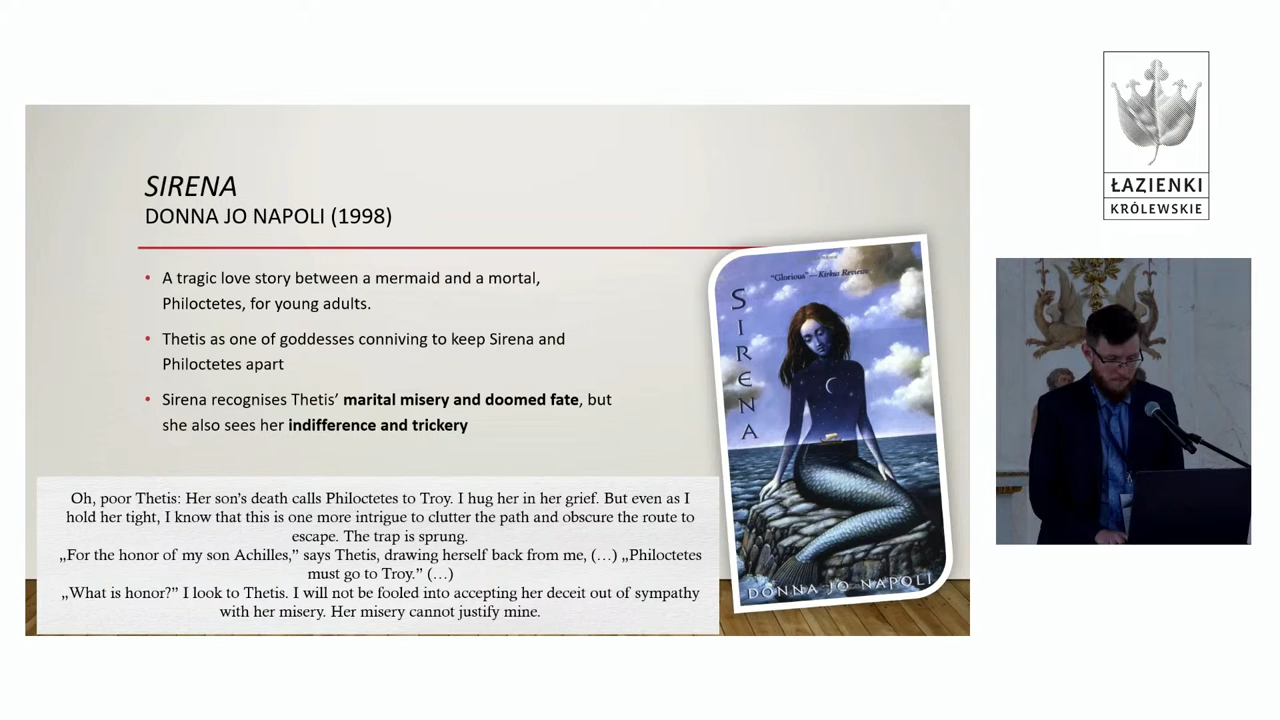 SIRENA
DONNA JO NAPOLI (1998)
• A tragic love story between a mermaid and a mortal,
Philoctetes, for young adults.
• Thetis as one of goddesses conniving to keep Sirena and
Philoctetes apart
• Sirena recognises Thetis’ marital misery and doomed fate, but
she also sees her indifference and trickery
Oh, poor Thetis: Her son’s death calls Philoctetes to Troy. I hug her in her grief. But even as I
hold her tight, I know that this is one more intrigue to clutter the path and obscure the route to
escape. The trap is sprung.
„For the honor of my son Achilles,” says Thetis, drawing herself back from me, (…) „Philoctetes
must go to Troy.” (…)
„What is honor?” I look to Thetis. I will not be fooled into accepting her deceit out of sympathy
with her misery. Her misery cannot justify mine.
“Glorious”—Kirkus Reviews
SIRENA
DONNA JO NAPOLI
ŁAZIENKI
KRÓLEWSKIE